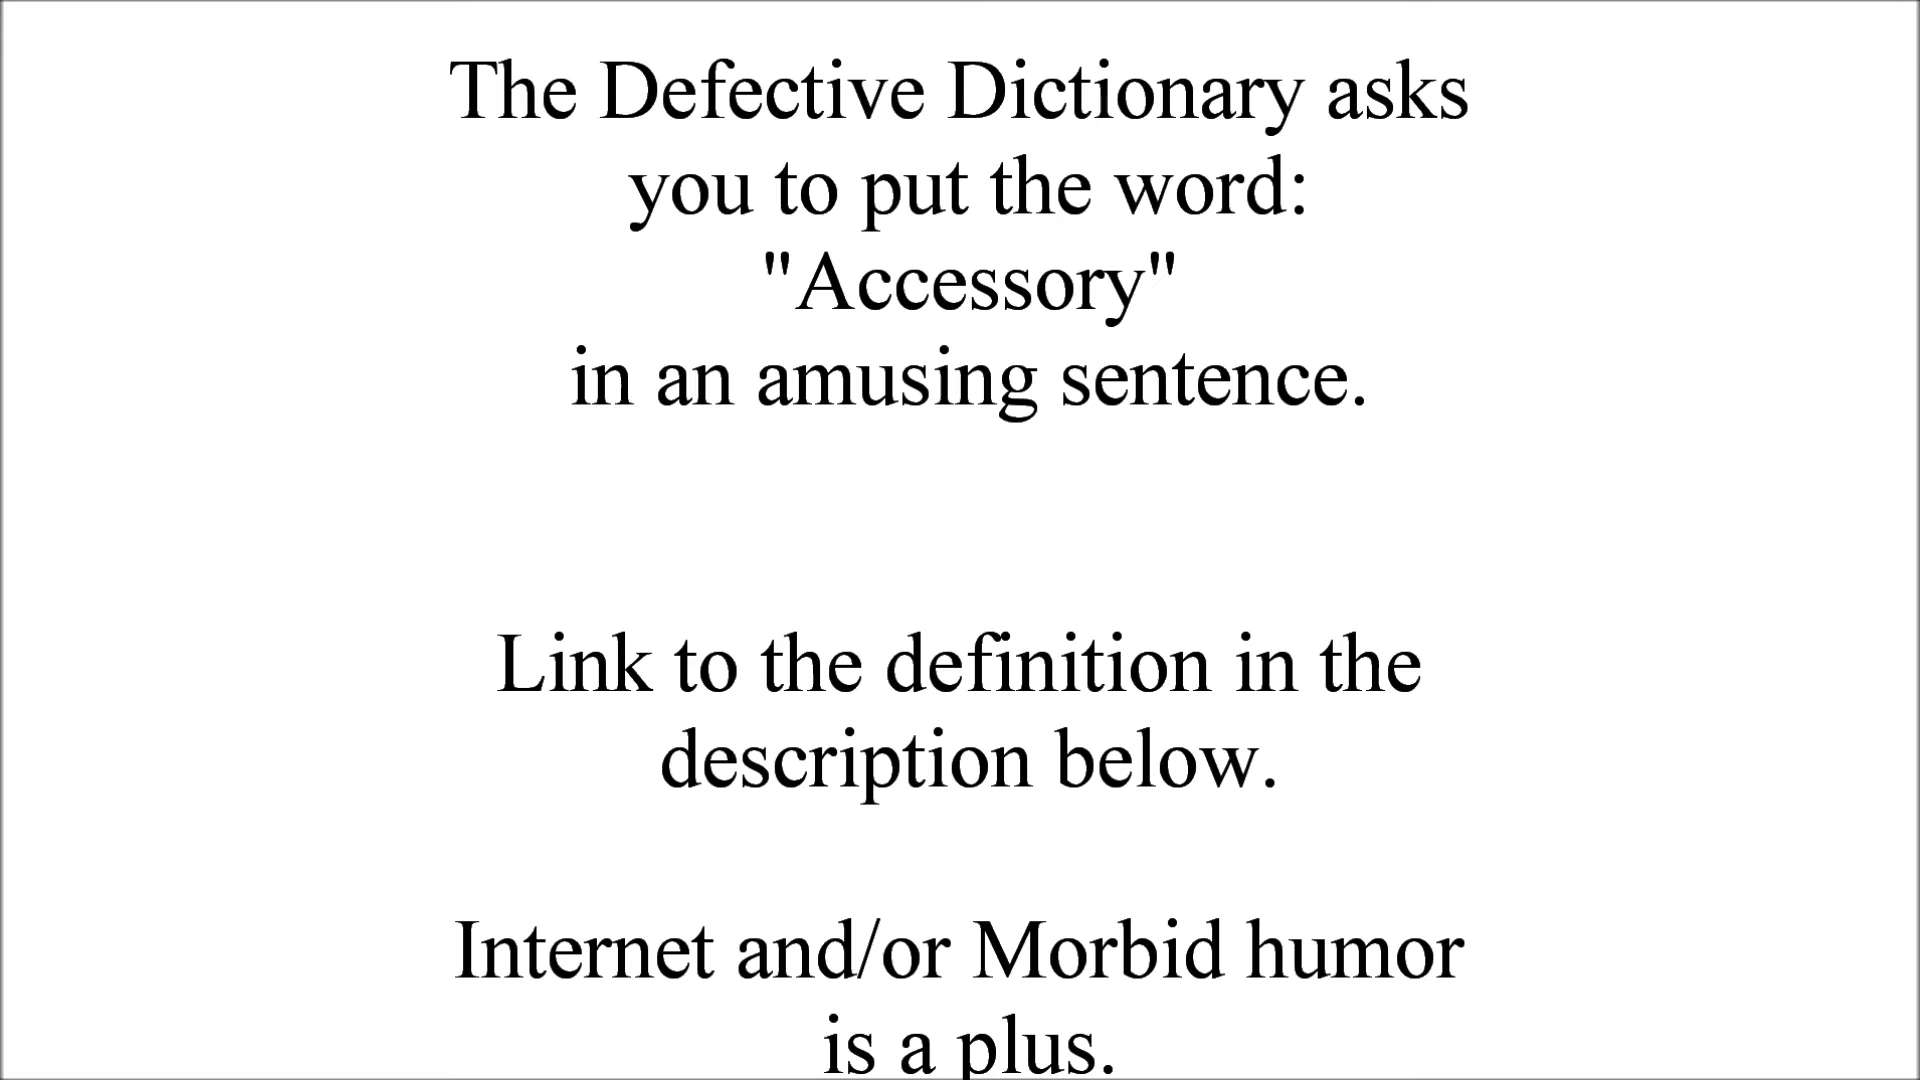 The Defective Dictionary asks
you to put the word:
"Accessory"
in an amusing sentence.
Link to the definition in the
description below.
Internet and/or Morbid humor
is a plus.